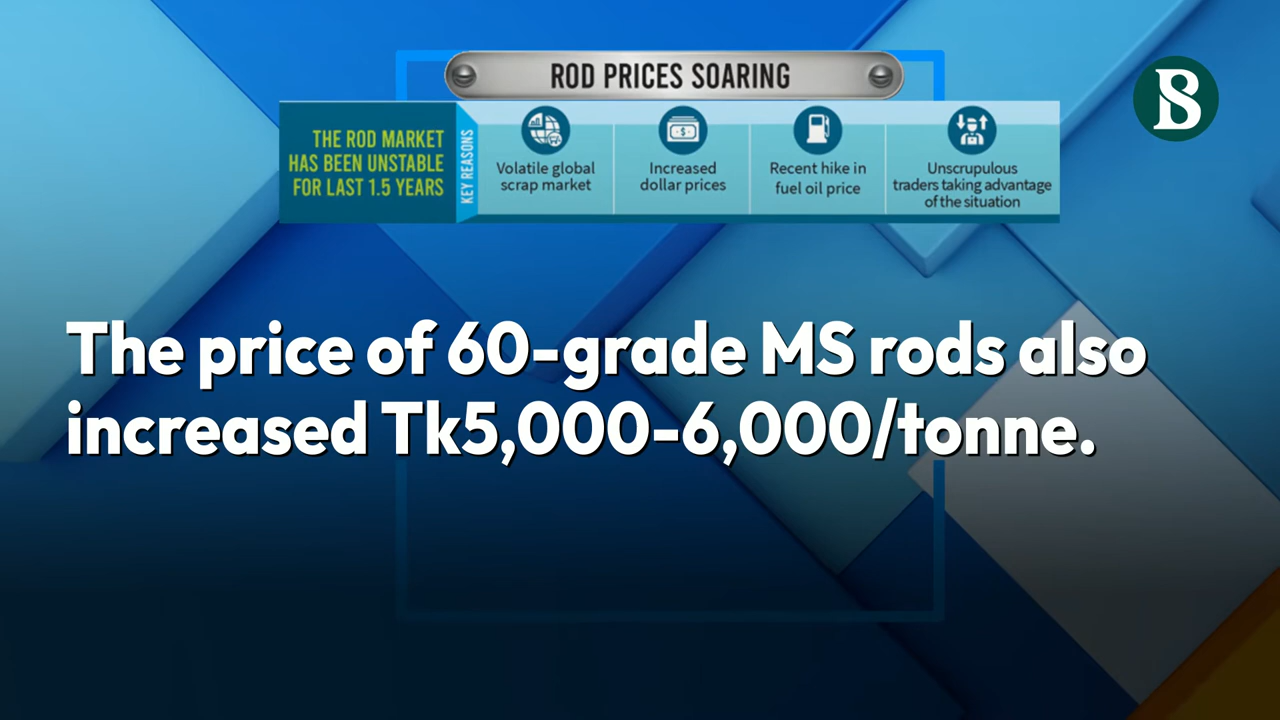 ROD PRICES SOARING
THE ROD MARKET
HAS BEEN UNSTABLE
FOR LAST 1.5 YEARS
KEY REASONS
Volatile global
scrap market
Increased
dollar prices
Recent hike in
fuel oil price
Unscrupulous
traders taking advantage
of the situation
BS
The price of 60-grade MS rods also
increased Tk5,000-6,000/tonne.